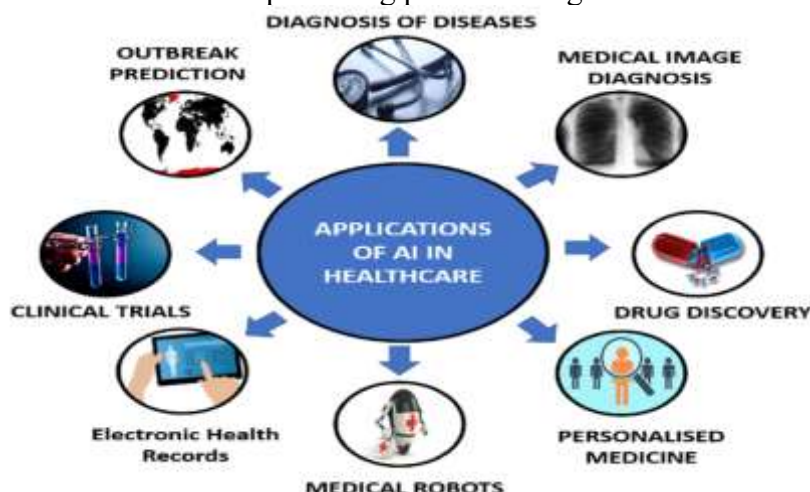 DIAGNOSIS OF DISEASES
OUTBREAK
PREDICTION
MEDICAL IMAGE
DIAGNOSIS
APPLICATIONS
OF AI IN
HEALTHCARE
CLINICAL TRIALS
DRUG DISCOVERY
Electronic Health
Records
PERSONALISED
MEDICINE
MEDICAL ROBOTS